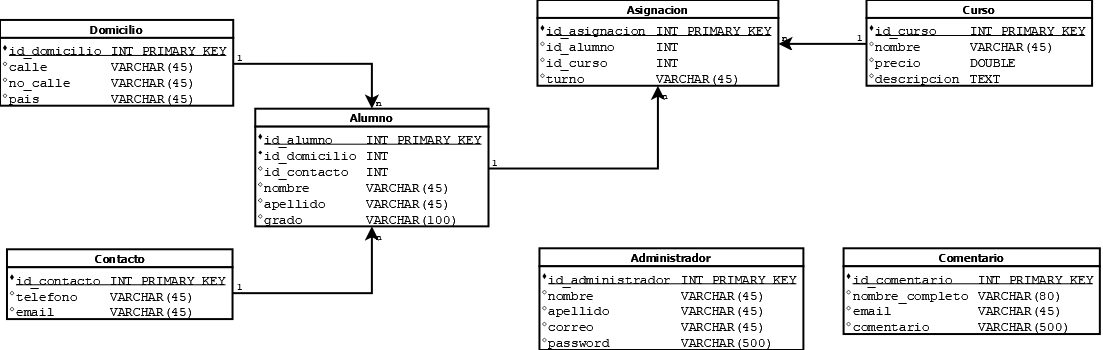 Domicilio
id_domicilio INT PRIMARY KEY
calle VARCHAR(45)
no_calle VARCHAR(45)
pais VARCHAR(45)
1
n
Alumno
id_alumno INT PRIMARY KEY
id_domicilio INT
id_contacto INT
nombre VARCHAR(45)
apellido VARCHAR(45)
grado VARCHAR(100)
1
n
Contacto
id_contacto INT PRIMARY KEY
telefono VARCHAR(45)
email VARCHAR(45)
1
n
Asignacion
id_asignacion INT PRIMARY KEY
id_alumno INT
id_curso INT
turno VARCHAR(45)
n
1
Curso
id_curso INT PRIMARY KEY
nombre VARCHAR(45)
precio DOUBLE
descripcion TEXT
Administrador
id_administrador INT PRIMARY KEY
nombre VARCHAR(45)
apellido VARCHAR(45)
correo VARCHAR(45)
password VARCHAR(500)
Comentario
id_comentario INT PRIMARY KEY
nombre_completo VARCHAR(80)
email VARCHAR(45)
comentario VARCHAR(500)